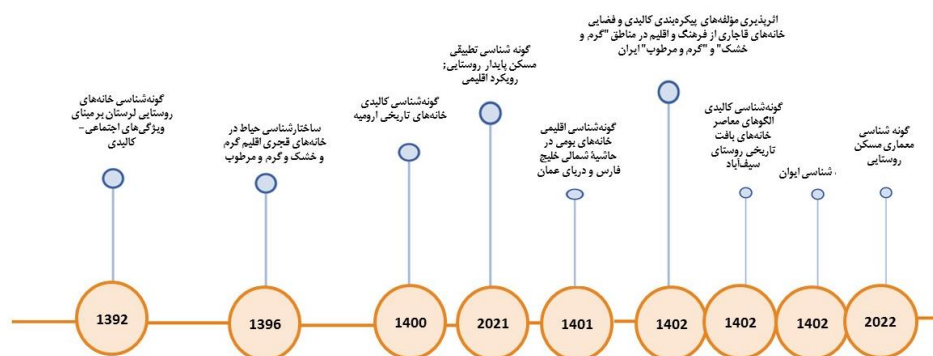 گونه‌شناسی خانه‌های
روستایی لرستان بر مبنای
ویژگی‌های اجتماعی-
کالبدی
ساختارشناسی حیاط در
خانه‌های قجری اقلیم گرم
و خشک و گرم و مرطوب
گونه‌شناسی کالبدی
خانه‌های تاریخی ارومیه
گونه شناسی تطبیقی
مسکن پایدار روستایی;
رویکرد اقلیمی
گونه‌شناسی اقلیمی
خانه‌های بومی در
حاشیهٔ شمالی خلیج
فارس و دریای عمان
اثرپذیری مؤلفه‌های پیکره‌بندی کالبدی و فضایی
خانه‌های قاجاری از فرهنگ و اقلیم در مناطق "گرم و
خشک" و "گرم و مرطوب" ایران
گونه‌شناسی کالبدی
الگوهای معاصر
خانه‌های بافت
تاریخی روستای
سیف‌آباد
شناسی ایوان
گونه شناسی
معماری مسکن
روستایی
1392
1396
1400
2021
1401
1402
1402
1402
2022